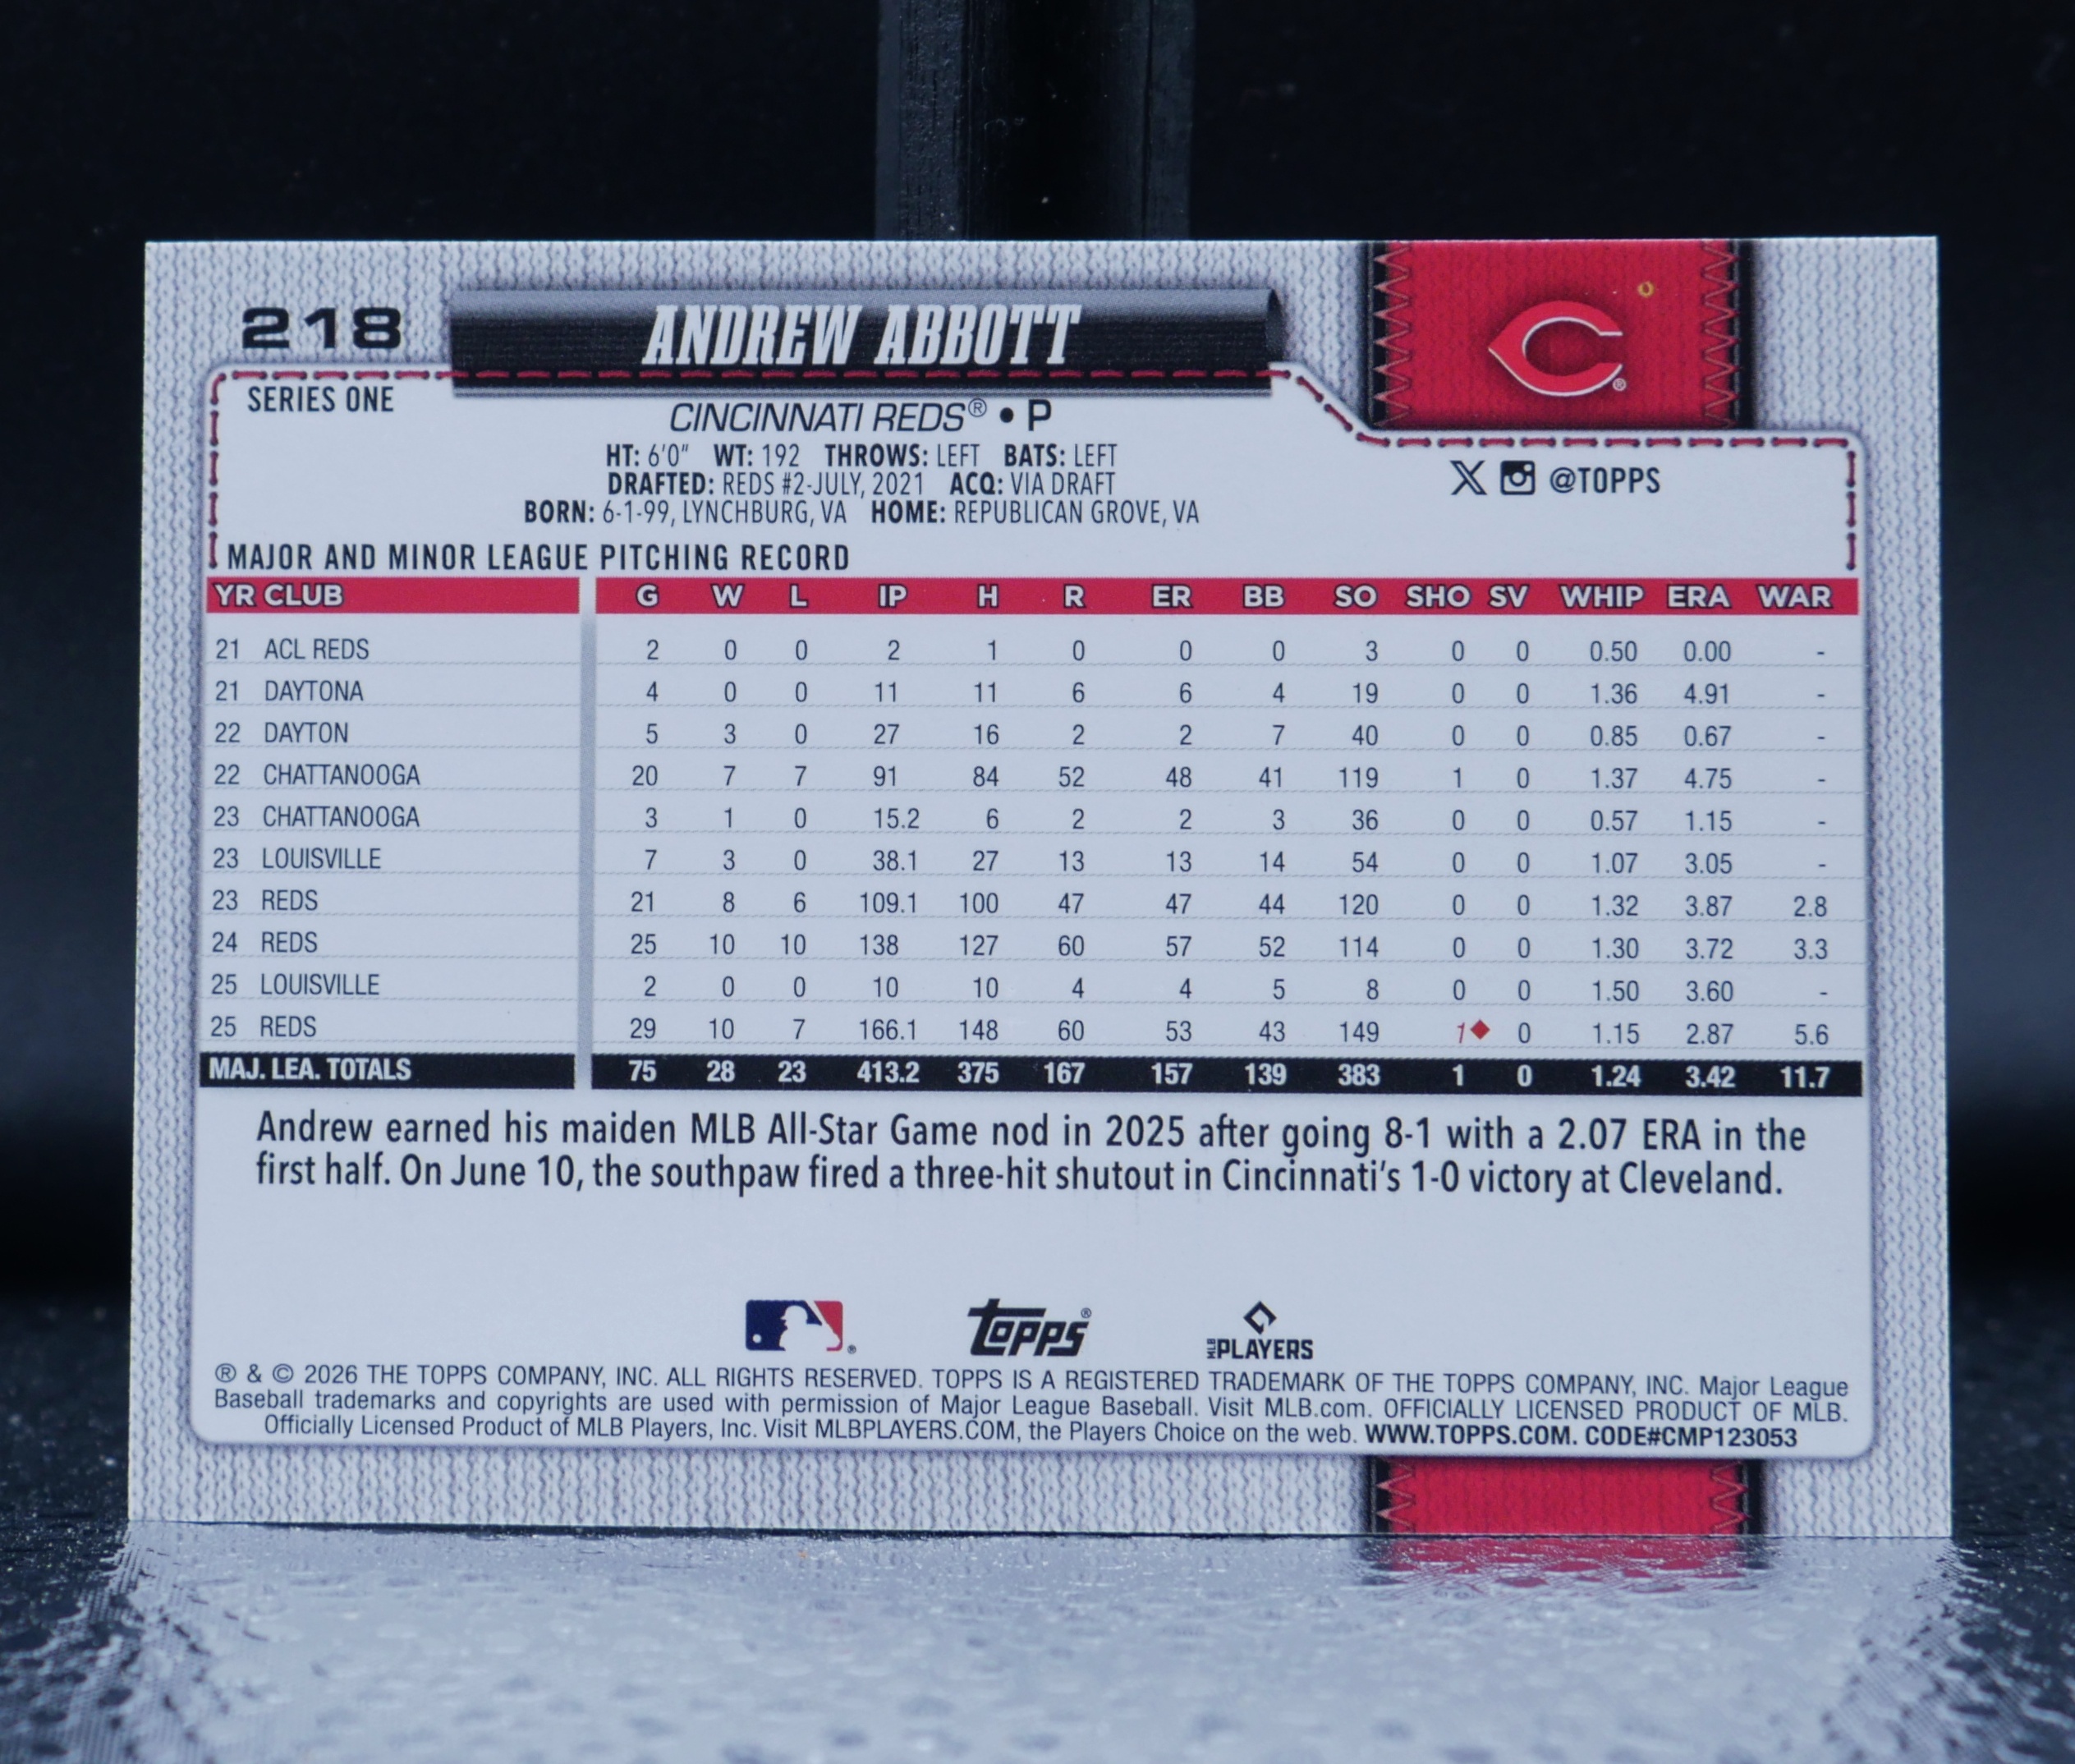 218
ANDREW ABBOTT
C®
SERIES ONE
CINCINNATI REDS® • P
HT: 6'0" WT: 192 THROWS: LEFT BATS: LEFT
DRAFTED: REDS #2-JULY, 2021 ACQ: VIA DRAFT
BORN: 6-1-99, LYNCHBURG, VA HOME: REPUBLICAN GROVE, VA
@TOPPS
MAJOR AND MINOR LEAGUE PITCHING RECORD
YR CLUB G W L IP H R ER BB SO SHO SV WHIP ERA WAR
21 ACL REDS 2 0 0 2 1 0 0 0 3 0 0 0.50 0.00 -
21 DAYTONA 4 0 0 11 11 6 6 4 19 0 0 1.36 4.91 -
22 DAYTON 5 3 0 27 16 2 2 7 40 0 0 0.85 0.67 -
22 CHATTANOOGA 20 7 7 91 84 52 48 41 119 1 0 1.37 4.75 -
23 CHATTANOOGA 3 1 0 15.2 6 2 2 3 36 0 0 0.57 1.15 -
23 LOUISVILLE 7 3 0 38.1 27 13 13 14 54 0 0 1.07 3.05 -
23 REDS 21 8 6 109.1 100 47 47 44 120 0 0 1.32 3.87 2.8
24 REDS 25 10 10 138 127 60 57 52 114 0 0 1.30 3.72 3.3
25 LOUISVILLE 2 0 0 10 10 4 4 5 8 0 0 1.50 3.60 -
25 REDS 29 10 7 166.1 148 60 53 43 149 1♦ 0 1.15 2.87 5.6
MAJ. LEA. TOTALS 75 28 23 413.2 375 167 157 139 383 1 0 1.24 3.42 11.7
Andrew earned his maiden MLB All-Star Game nod in 2025 after going 8-1 with a 2.07 ERA in the
first half. On June 10, the southpaw fired a three-hit shutout in Cincinnati's 1-0 victory at Cleveland.
® topps® MLB PLAYERS
® & © 2026 THE TOPPS COMPANY, INC. ALL RIGHTS RESERVED. TOPPS IS A REGISTERED TRADEMARK OF THE TOPPS COMPANY, INC. Major League
Baseball trademarks and copyrights are used with permission of Major League Baseball. Visit MLB.com. OFFICIALLY LICENSED PRODUCT OF MLB.
Officially Licensed Product of MLB Players, Inc. Visit MLBPLAYERS.COM, the Players Choice on the web. WWW.TOPPS.COM. CODE#CMP123053